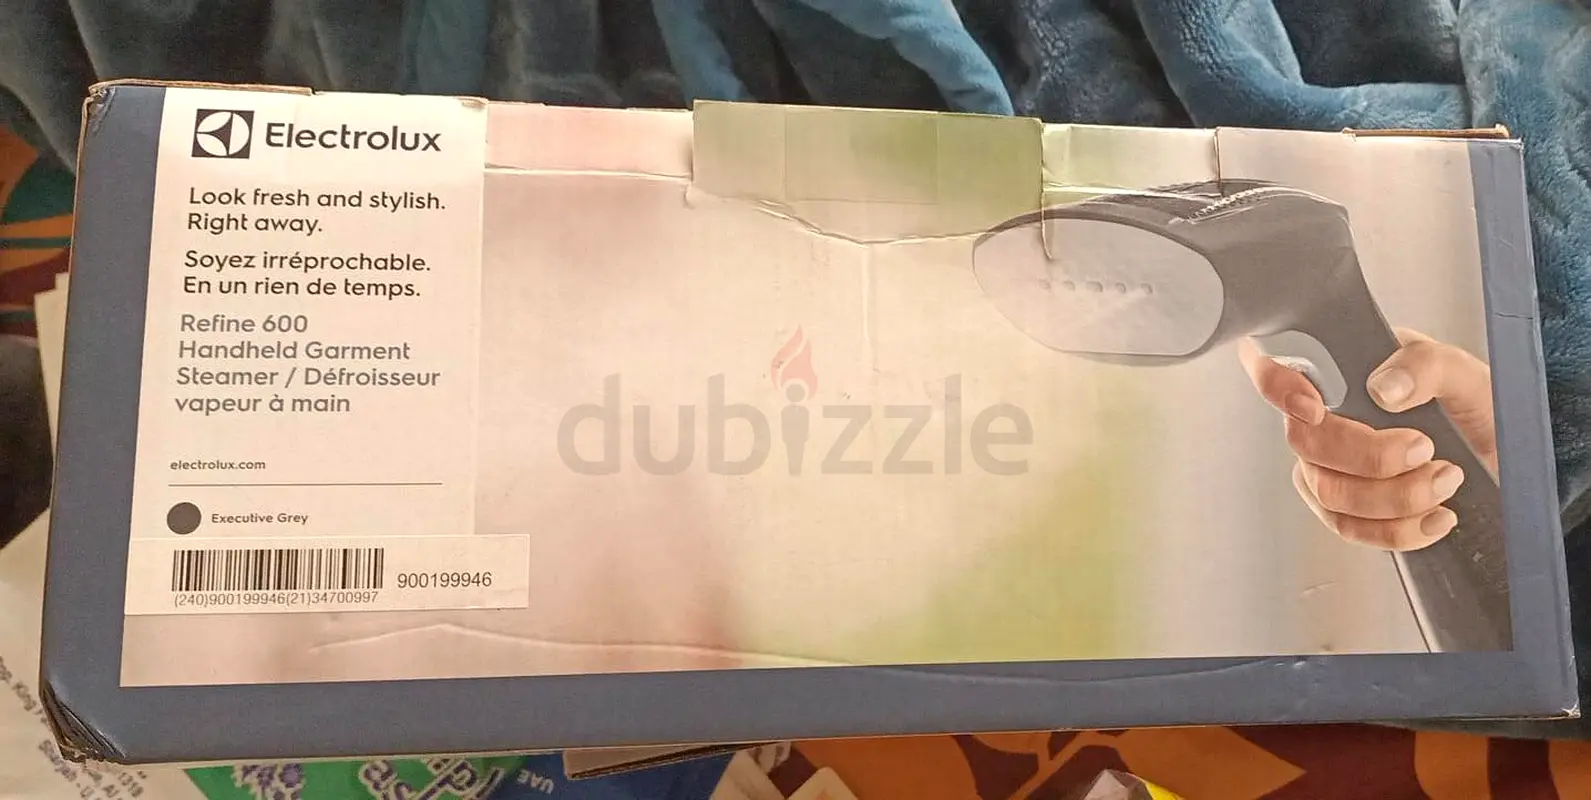 Electrolux
Look fresh and stylish.
Right away.
Soyez irréprochable.
En un rien de temps.
Refine 600
Handheld Garment
Steamer / Défroisseur
vapeur à main
electrolux.com
Executive Grey
900199946
(240)900199946(21)34700997
dubizzle
UAE